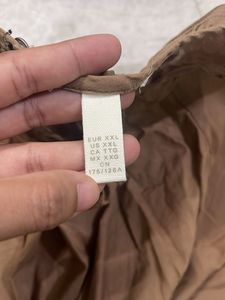 EUR XXL
US XXL
CA TTG
MX XXG
CN
175/128A